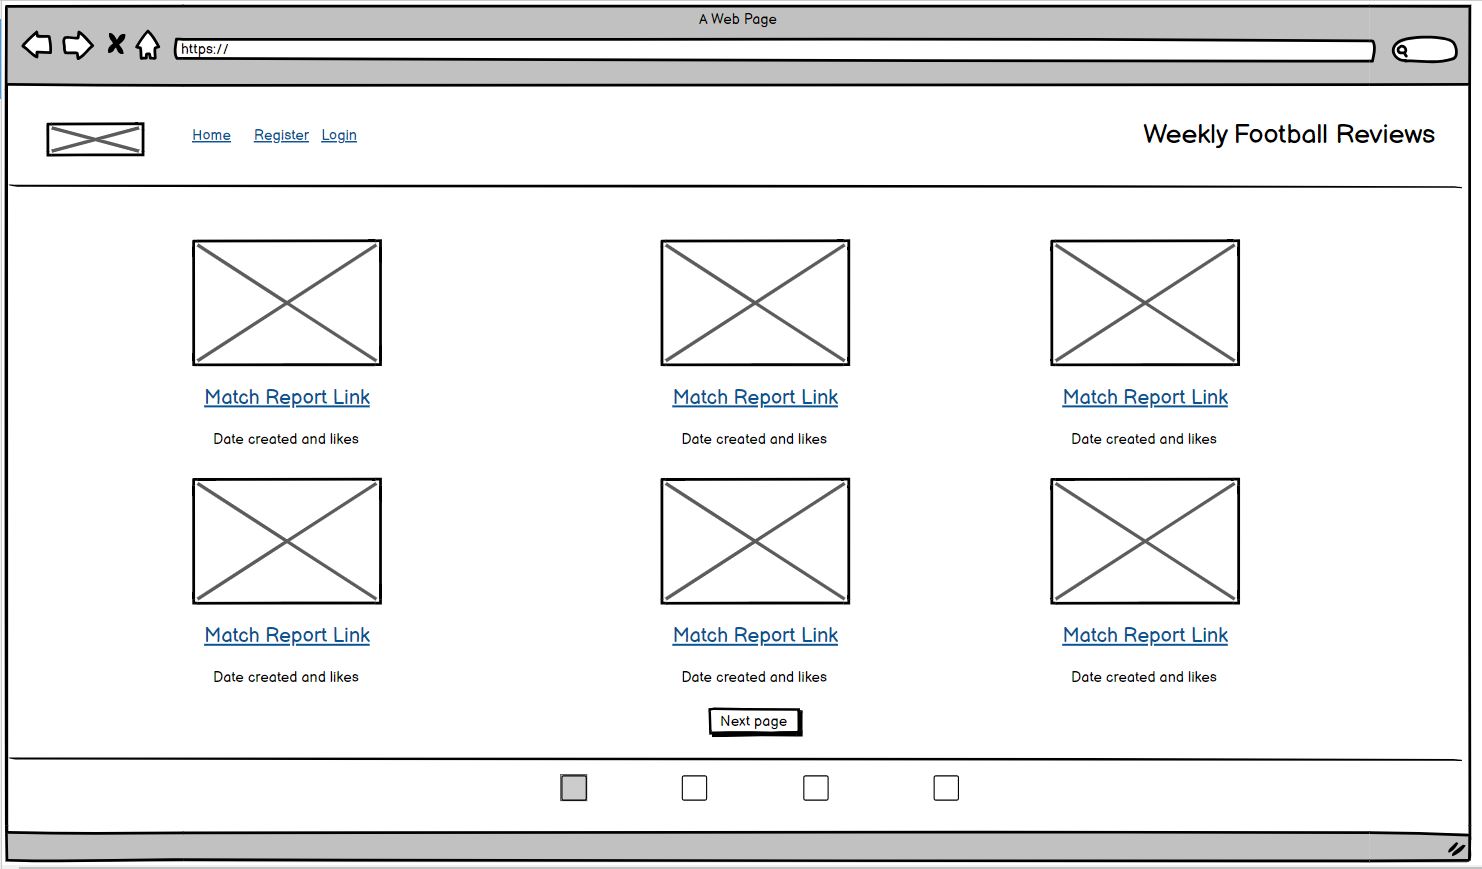 A Web Page
https://
Home Register Login
Weekly Football Reviews
Match Report Link Match Report Link Match Report Link
Date created and likes Date created and likes Date created and likes
Match Report Link Match Report Link Match Report Link
Date created and likes Date created and likes Date created and likes
Next page